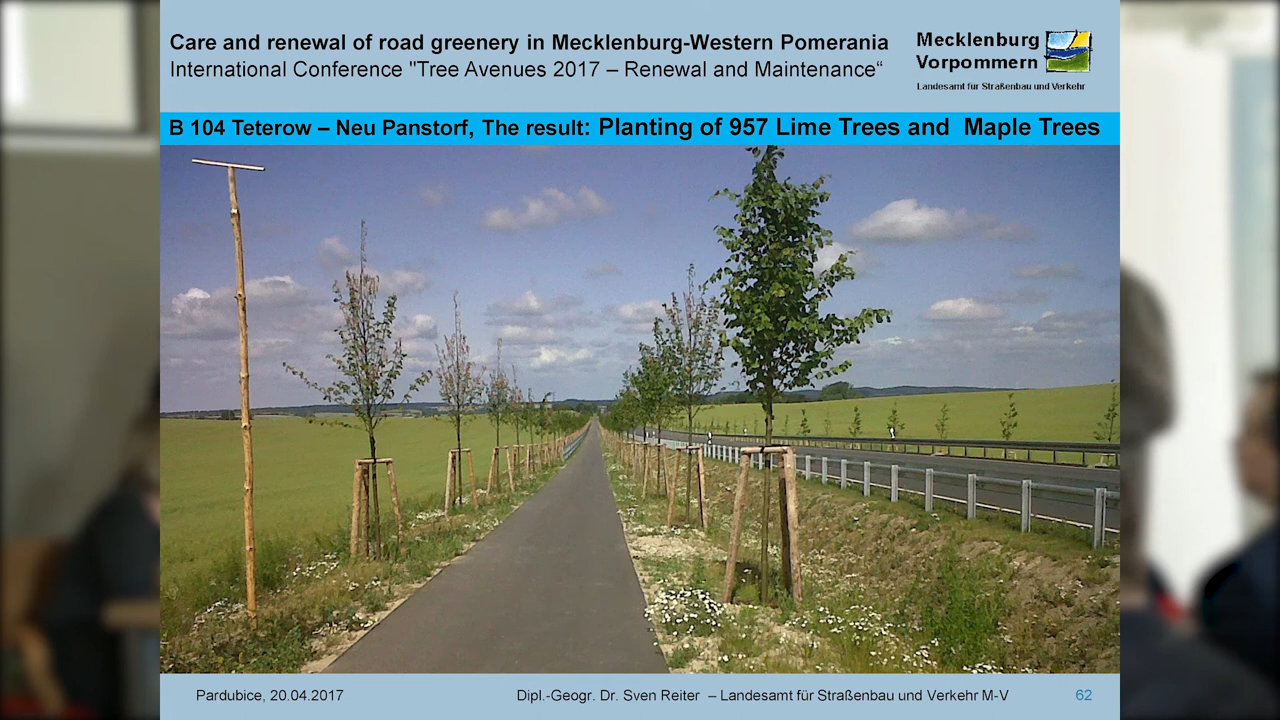 Care and renewal of road greenery in Mecklenburg-Western Pomerania
International Conference "Tree Avenues 2017 – Renewal and Maintenance“
Mecklenburg
Vorpommern
Landesamt für Straßenbau und Verkehr
B 104 Teterow – Neu Panstorf, The result: Planting of 957 Lime Trees and Maple Trees
Pardubice, 20.04.2017
Dipl.-Geogr. Dr. Sven Reiter – Landesamt für Straßenbau und Verkehr M-V
62